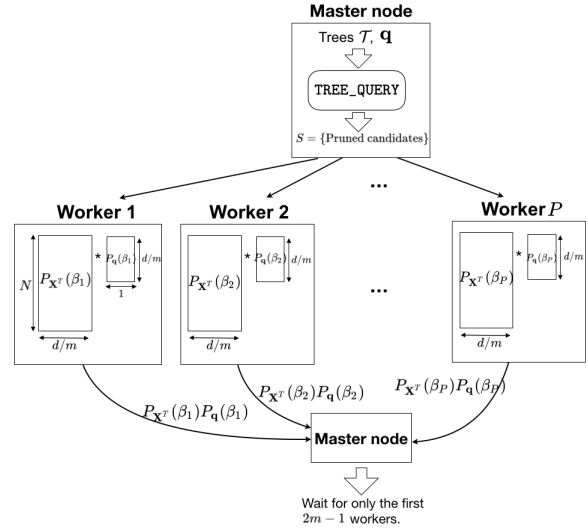 Master node
Trees 𝒯, q
TREE_QUERY
S = {Pruned candidates}
...
Worker 1
Worker 2
Worker P
N
P_{X^T}(β_1)
*
P_q(β_1)
d/m
1
d/m
P_{X^T}(β_2)
*
P_q(β_2)
d/m
d/m
...
P_{X^T}(β_P)
*
P_q(β_P)
d/m
d/m
P_{X^T}(β_1)P_q(β_1)
P_{X^T}(β_2)P_q(β_2)
P_{X^T}(β_P)P_q(β_P)
Master node
Wait for only the first
2m − 1 workers.